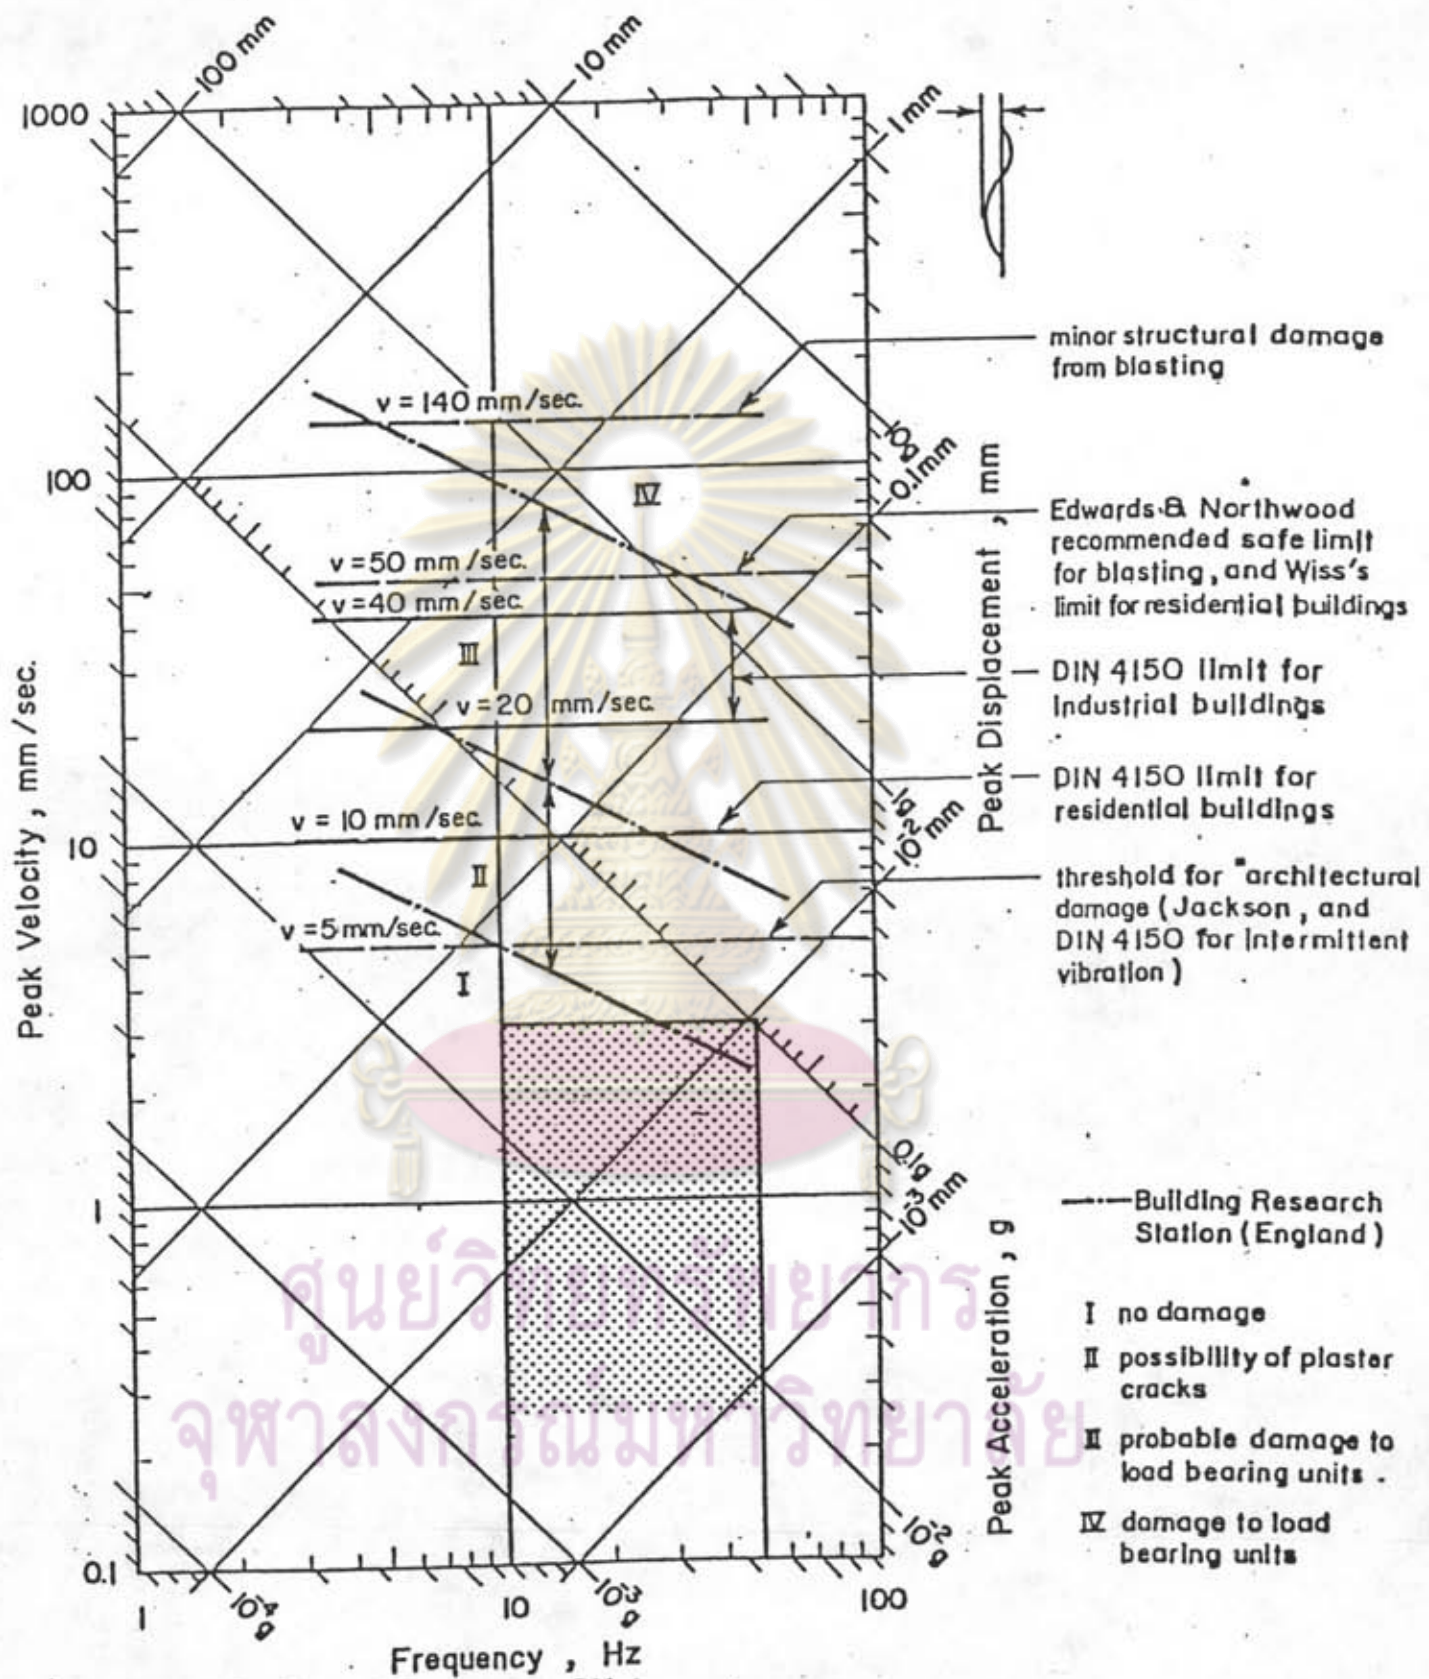 100 mm
10 mm
1000
1 mm
minor structural damage
from blasting
v = 140 mm/sec.
10g
0.1mm
100
IV
Edwards & Northwood
recommended safe limit
for blasting, and Wiss's
limit for residential buildings
v = 50 mm/sec.
v = 40 mm/sec.
Peak Displacement , mm
III
DIN 4150 limit for
Industrial buildings
v = 20 mm/sec.
Peak Velocity , mm/sec.
DIN 4150 limit for
residential buildings
1g
10⁻² mm
v = 10 mm/sec.
10
II
threshold for "architectural
damage (Jackson, and
DIN 4150 for Intermittent
vibration)
v = 5mm/sec.
I
0.1g
10⁻³ mm
Building Research
Station (England)
1
ศูนย์วิทยทรัพยากร
จุฬาลงกรณ์มหาวิทยาลัย
Peak Acceleration , g
I no damage
II possibility of plaster
cracks
III probable damage to
load bearing units .
IV damage to load
bearing units
10⁻² g
0.1
1
10⁻⁴ g
10
10⁻³ g
100
Frequency , Hz